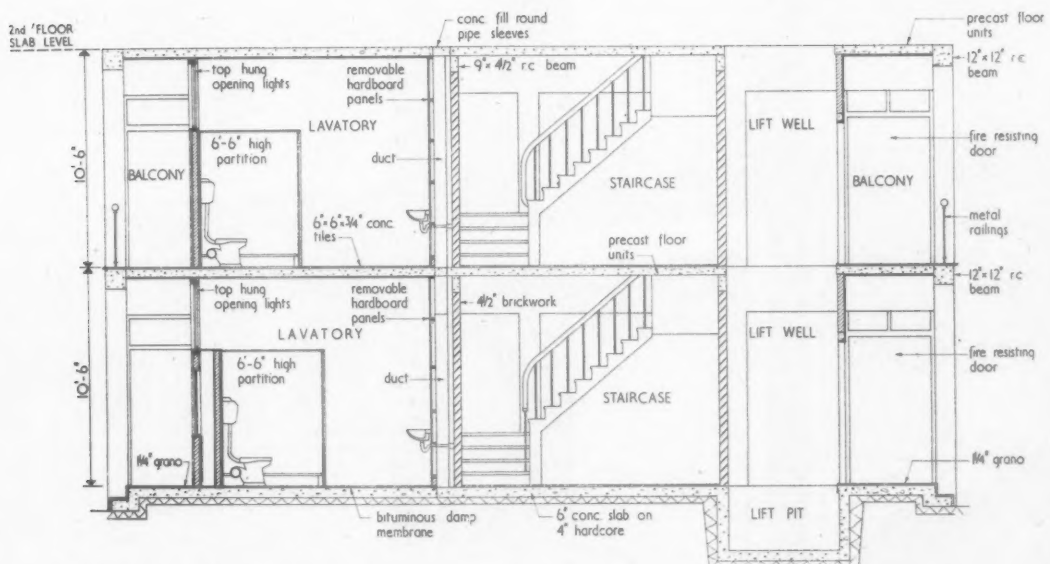 2nd FLOOR
SLAB LEVEL
conc. fill round
pipe sleeves
precast floor
units
top hung
opening lights
removable
hardboard
panels
9"× 4½" r.c beam
12"× 12" r.c
beam
LAVATORY
6'-6" high
partition
LIFT WELL
fire resisting
door
duct
10'-6"
BALCONY
STAIRCASE
BALCONY
6"× 6"× ¾" conc.
tiles
precast floor
units
metal
railings
top hung
opening lights
removable
hardboard
panels
4½" brickwork
12"× 12" r.c
beam
LAVATORY
LIFT WELL
6'-6" high
partition
fire resisting
door
duct
10'-6"
STAIRCASE
1¼" grano
1¼" grano
bituminous damp
membrane
6" conc. slab on
4" hardcore
LIFT PIT